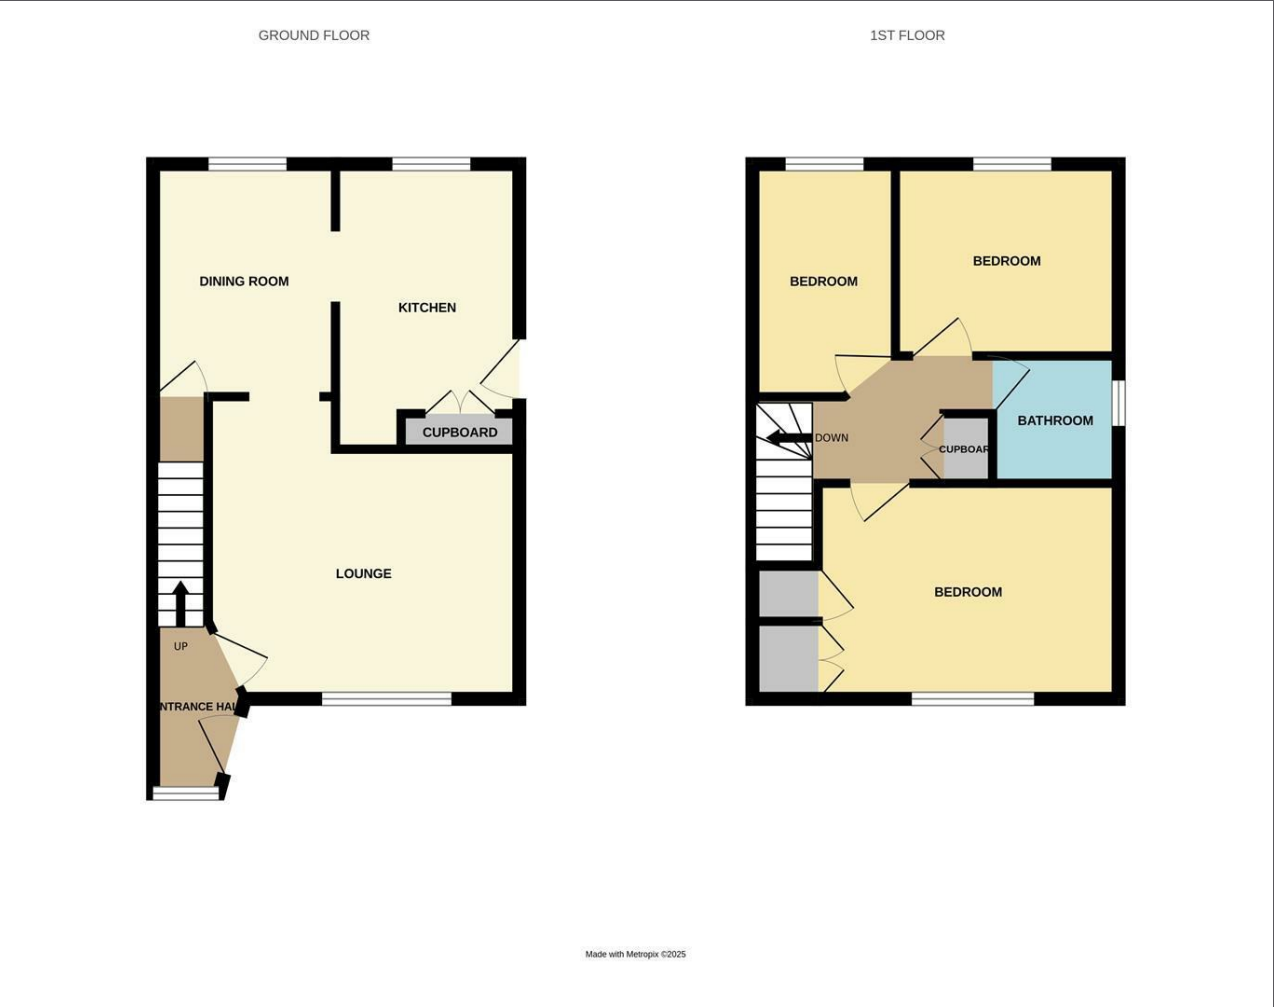 GROUND FLOOR
1ST FLOOR
DINING ROOM
KITCHEN
CUPBOARD
LOUNGE
UP
NTRANCE HAL
BEDROOM
BEDROOM
BATHROOM
DOWN
CUPBOAR
BEDROOM
Made with Metropix ©2025